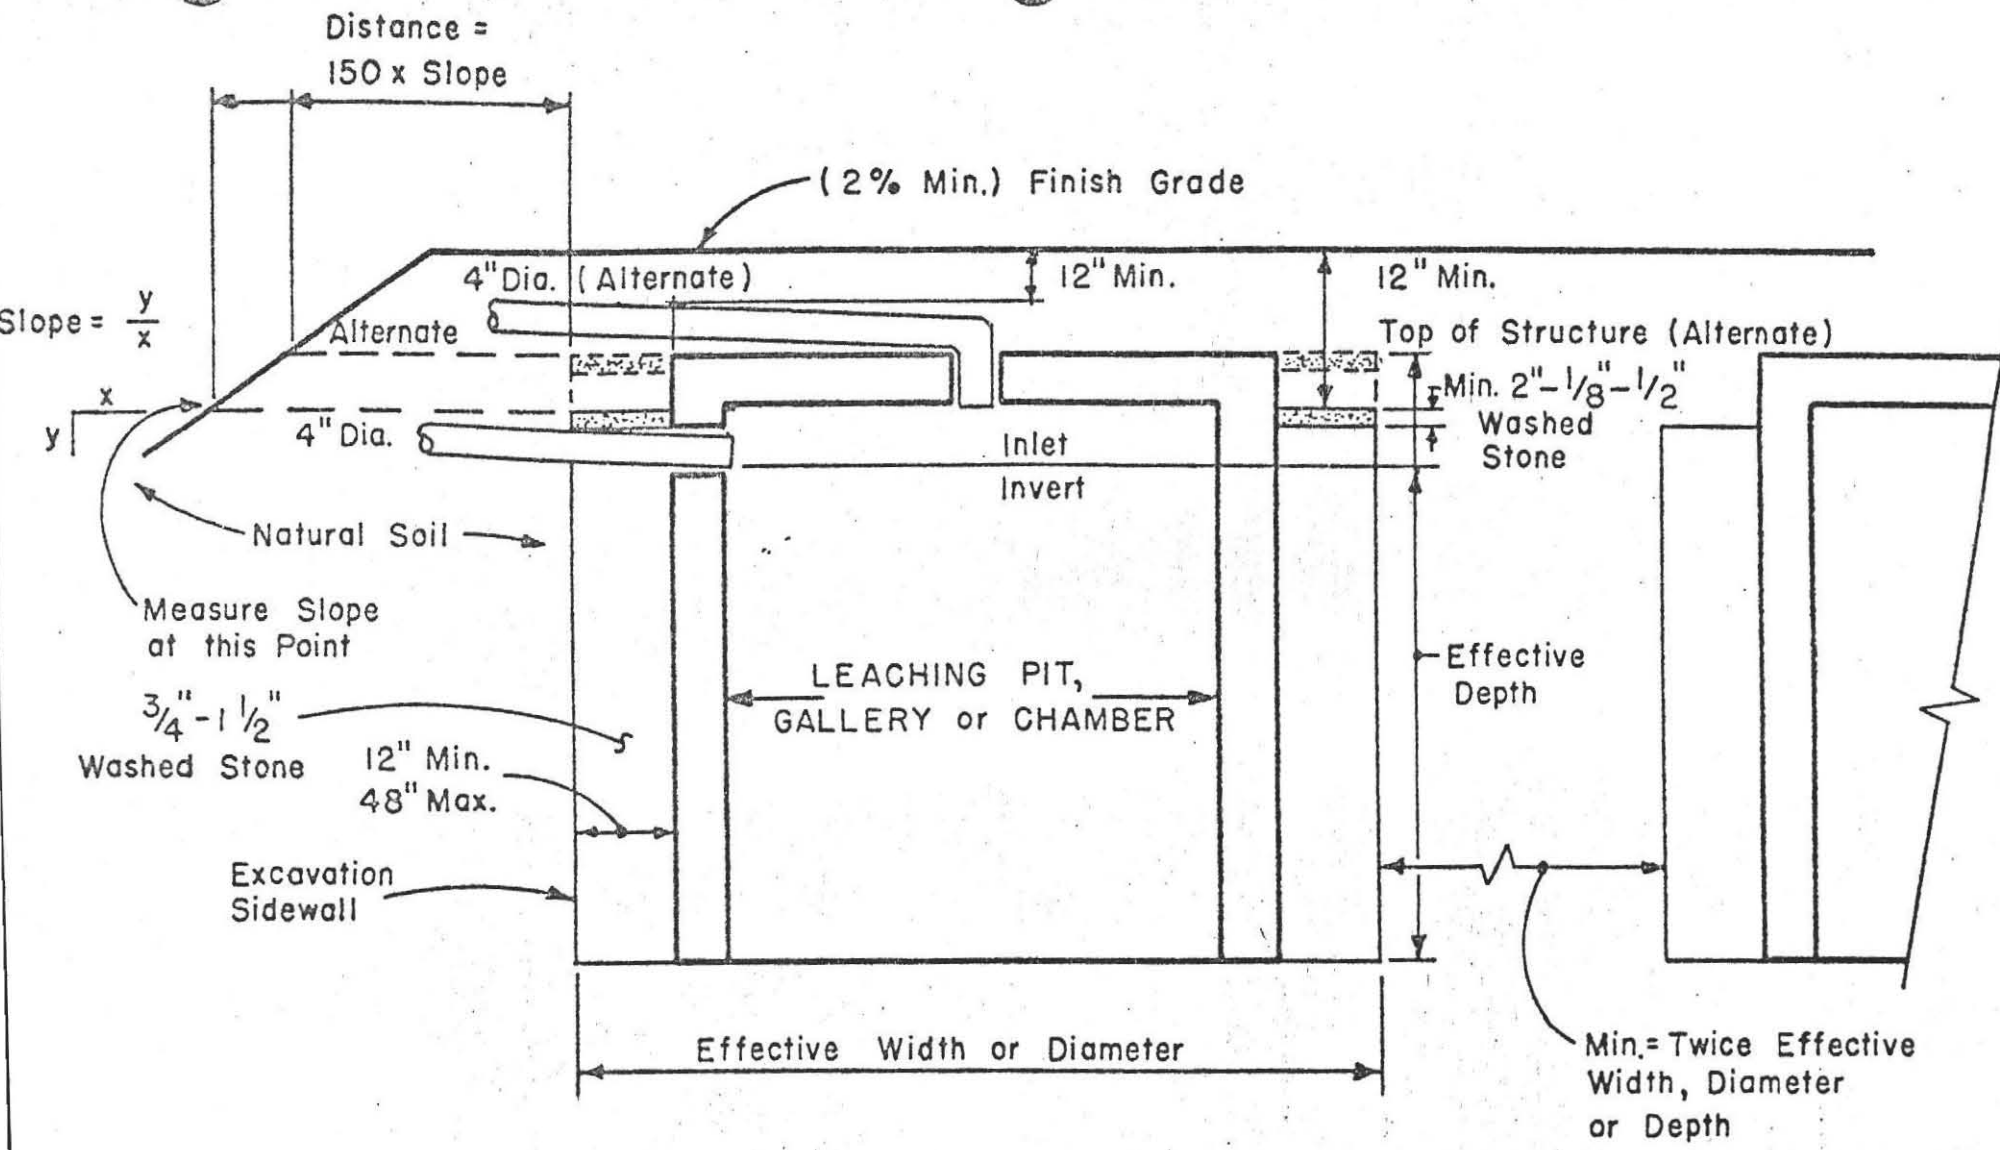 Distance =
150 x Slope
(2% Min.) Finish Grade
4" Dia. (Alternate)
12" Min.
12" Min.
Slope = y/x
Alternate
Top of Structure (Alternate)
x
y
4" Dia.
Min. 2"-1/8"-1/2"
Washed
Stone
Inlet
Invert
Natural Soil
Measure Slope
at this Point
Effective
Depth
LEACHING PIT,
GALLERY or CHAMBER
3/4"-1 1/2"
Washed Stone
12" Min.
48" Max.
Excavation
Sidewall
Effective Width or Diameter
Min.= Twice Effective
Width, Diameter
or Depth